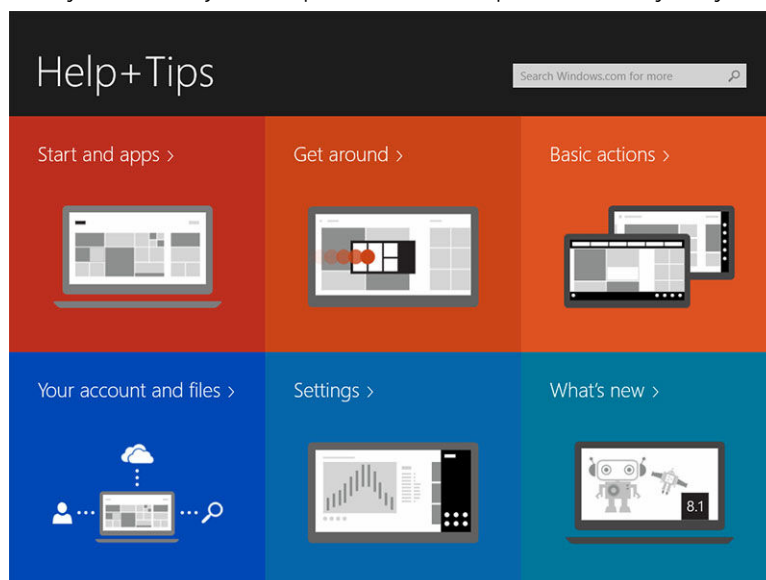 Help+Tips
Search Windows.com for more
Start and apps >
Get around >
Basic actions >
Your account and files >
Settings >
What's new >
8.1